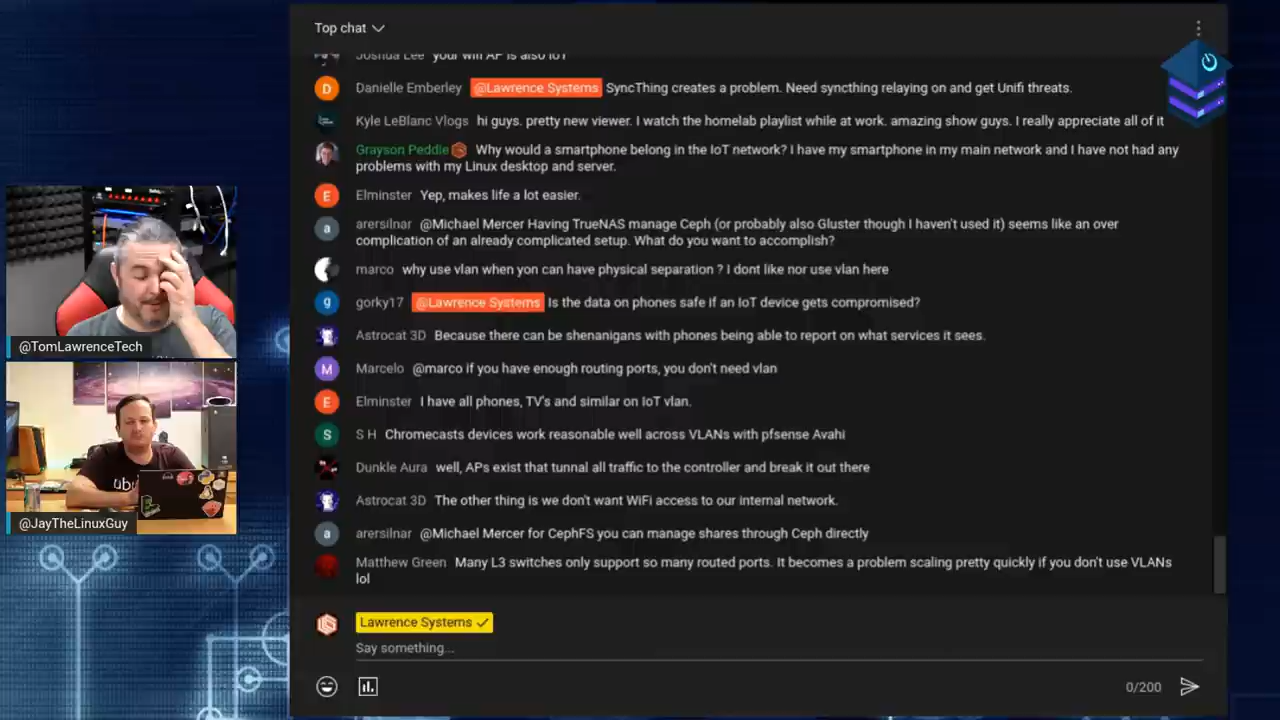 Top chat
Joshua Lee your wifi AP is also IoT
D Danielle Emberley @Lawrence Systems SyncThing creates a problem. Need syncthing relaying on and get Unifi threats.
Kyle LeBlanc Vlogs hi guys. pretty new viewer. I watch the homelab playlist while at work. amazing show guys. I really appreciate all of it
Grayson Peddle Why would a smartphone belong in the IoT network? I have my smartphone in my main network and I have not had any
problems with my Linux desktop and server.
E Elminster Yep, makes life a lot easier.
a arersilnar @Michael Mercer Having TrueNAS manage Ceph (or probably also Gluster though I haven't used it) seems like an over
complication of an already complicated setup. What do you want to accomplish?
marco why use vlan when yon can have physical separation ? I dont like nor use vlan here
g gorky17 @Lawrence Systems Is the data on phones safe if an IoT device gets compromised?
Astrocat 3D Because there can be shenanigans with phones being able to report on what services it sees.
@TomLawrenceTech
M Marcelo @marco if you have enough routing ports, you don't need vlan
E Elminster I have all phones, TV's and similar on IoT vlan.
S S H Chromecasts devices work reasonable well across VLANs with pfsense Avahi
Dunkle Aura well, APs exist that tunnal all traffic to the controller and break it out there
ubu
Astrocat 3D The other thing is we don't want WiFi access to our internal network.
@JayTheLinuxGuy
a arersilnar @Michael Mercer for CephFS you can manage shares through Ceph directly
Matthew Green Many L3 switches only support so many routed ports. It becomes a problem scaling pretty quickly if you don't use VLANs
lol
Lawrence Systems
Say something...
0/200